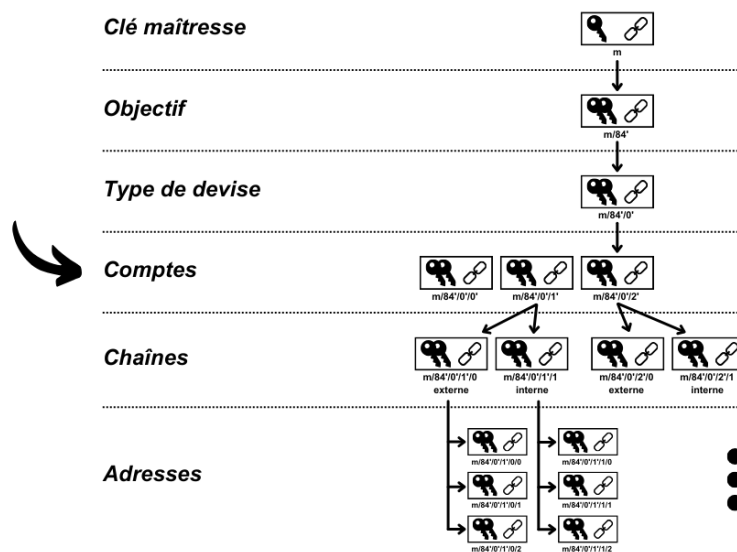 Clé maîtresse
m
Objectif
m/84'
Type de devise
m/84'/0'
Comptes
m/84'/0'/0' m/84'/0'/1' m/84'/0'/2'
Chaînes
m/84'/0'/1'/0 m/84'/0'/1'/1 m/84'/0'/2'/0 m/84'/0'/2'/1
externe interne externe interne
Adresses
m/84'/0'/1'/0/0 m/84'/0'/1'/1/0
m/84'/0'/1'/0/1 m/84'/0'/1'/1/1
m/84'/0'/1'/0/2 m/84'/0'/1'/1/2